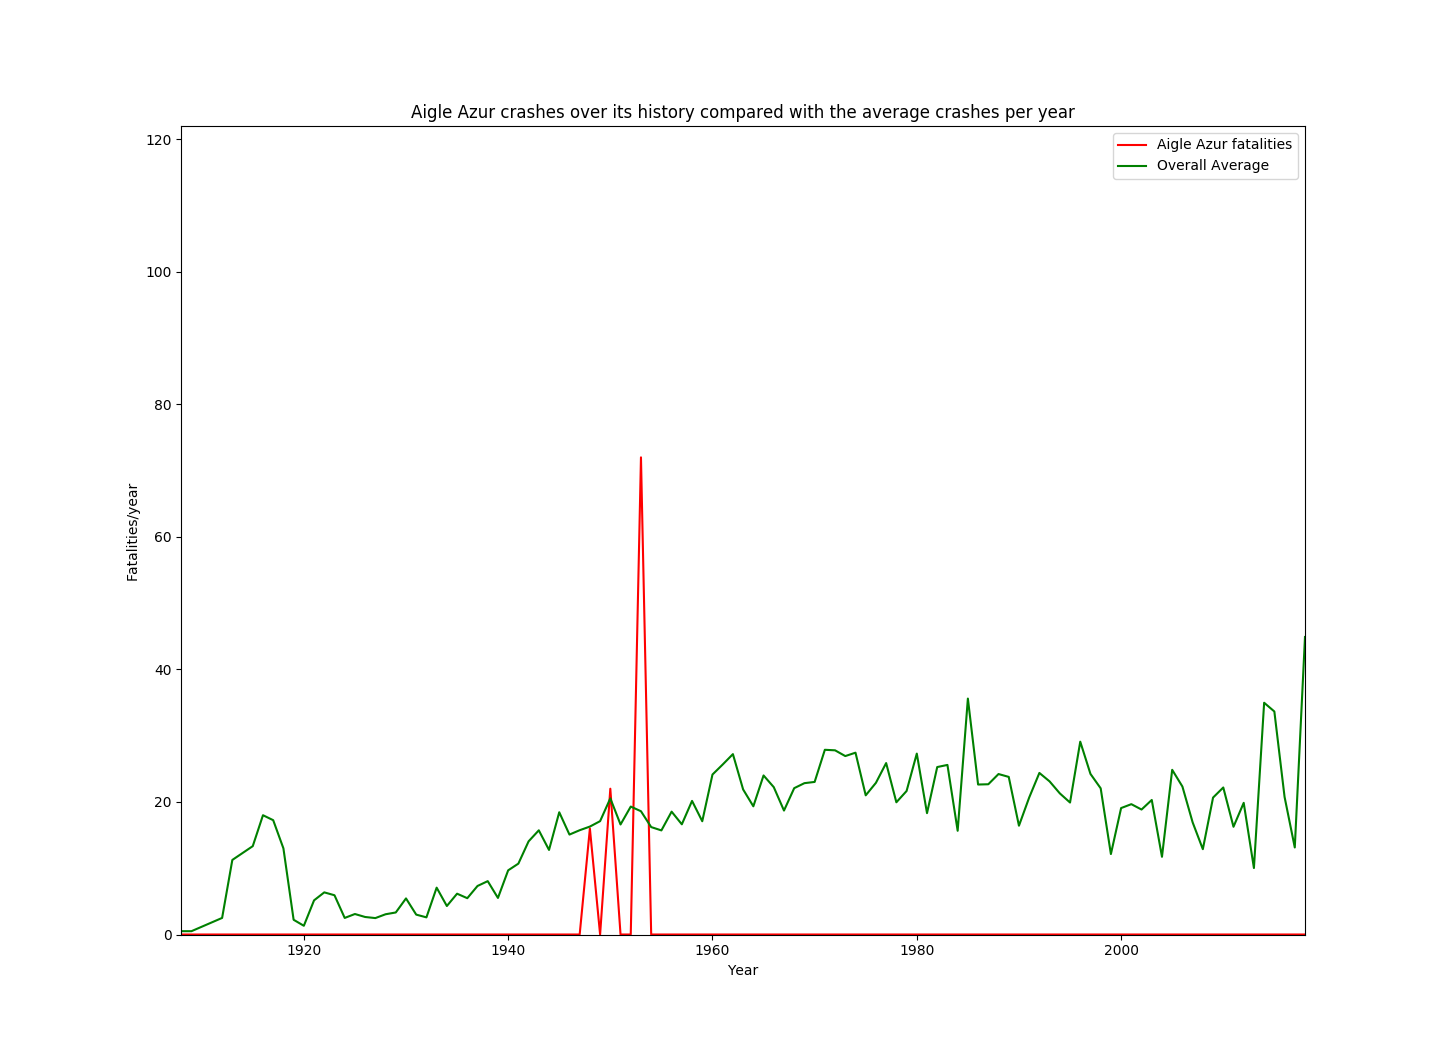 Aigle Azur crashes over its history compared with the average crashes per year
Aigle Azur fatalities
Overall Average
120
100
80
60
40
20
0
Fatalities/year
1920 1940 1960 1980 2000
Year